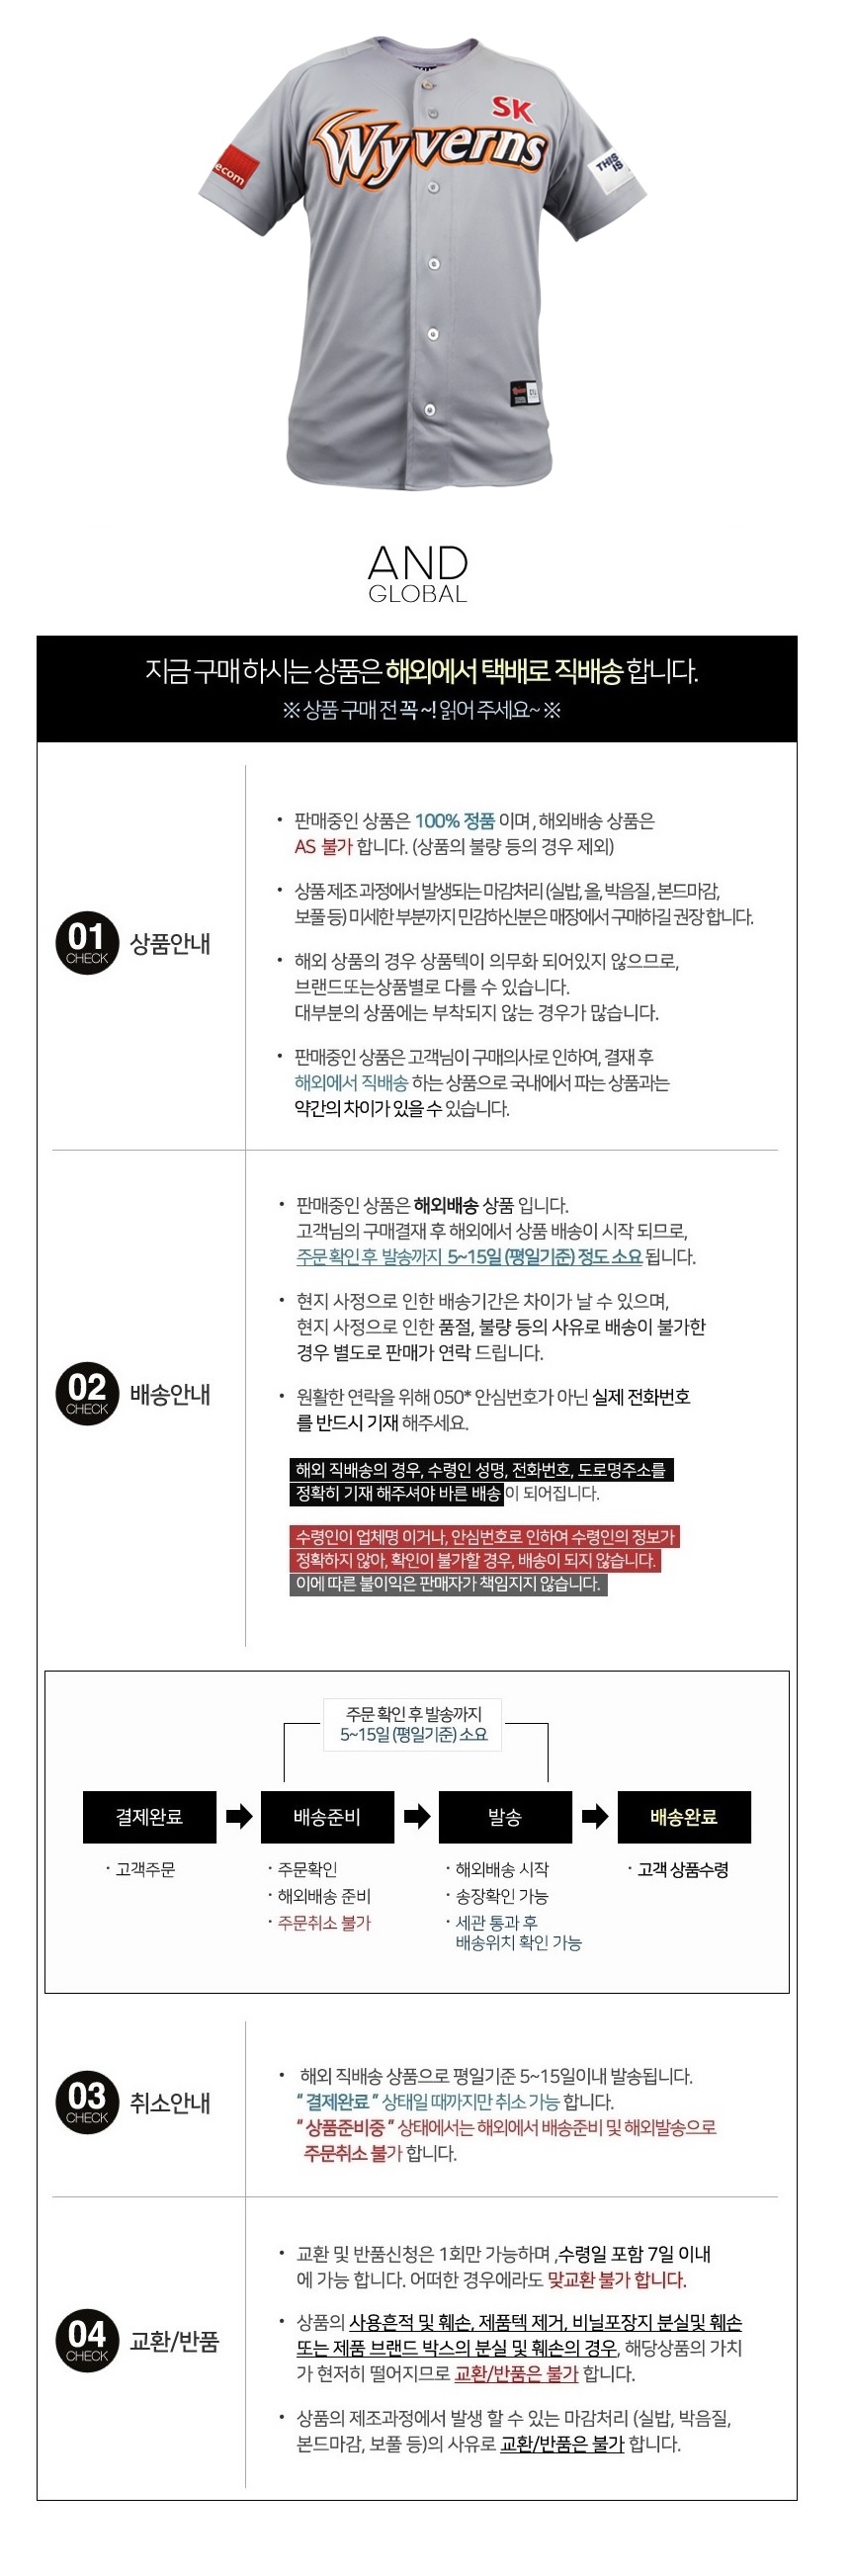 SK
Wyverns
ecom
THIS
IS
AND
GLOBAL
지금 구매하시는 상품은 해외에서 택배로 직배송 합니다.
※ 상품 구매 전 꼭 ~! 읽어 주세요~ ※
01
CHECK
상품안내
• 판매중인 상품은 100% 정품 이며, 해외배송 상품은
AS 불가 합니다. (상품의 불량 등의 경우 제외)
• 상품 제조 과정에서 발생되는 마감처리 (실밥, 올, 박음질, 본드마감,
보풀 등) 미세한 부분까지 민감하신분은 매장에서 구매하길 권장 합니다.
• 해외 상품의 경우 상품텍이 의무화 되어있지 않으므로,
브랜드또는상품별로 다를 수 있습니다.
대부분의 상품에는 부착되지 않는 경우가 많습니다.
• 판매중인 상품은 고객님이 구매의사로 인하여, 결재 후
해외에서 직배송 하는 상품으로 국내에서 파는 상품과는
약간의 차이가 있을 수 있습니다.
02
CHECK
배송안내
• 판매중인 상품은 해외배송 상품 입니다.
고객님의 구매결재 후 해외에서 상품 배송이 시작 되므로,
주문 확인 후 발송까지 5~15일 (평일기준) 정도 소요 됩니다.
• 현지 사정으로 인한 배송기간은 차이가 날 수 있으며,
현지 사정으로 인한 품절, 불량 등의 사유로 배송이 불가한
경우 별도로 판매가 연락 드립니다.
• 원활한 연락을 위해 050* 안심번호가 아닌 실제 전화번호
를 반드시 기재 해주세요.
해외 직배송의 경우, 수령인 성명, 전화번호, 도로명주소를
정확히 기재 해주셔야 바른 배송이 되어집니다.
수령인이 업체명 이거나, 안심번호로 인하여 수령인의 정보가
정확하지 않아, 확인이 불가할 경우, 배송이 되지 않습니다.
이에 따른 불이익은 판매자가 책임지지 않습니다.
주문 확인 후 발송까지
5~15일 (평일기준) 소요
결제완료 배송준비 발송 배송완료
· 고객주문
· 주문확인
· 해외배송 준비
· 주문취소 불가
· 해외배송 시작
· 송장확인 가능
· 세관 통과 후
배송위치 확인 가능
· 고객 상품수령
03
CHECK
취소안내
• 해외 직배송 상품으로 평일기준 5~15일이내 발송됩니다.
“ 결제완료 ” 상태일 때까지만 취소 가능 합니다.
“ 상품준비중 ” 상태에서는 해외에서 배송준비 및 해외발송으로
주문취소 불가 합니다.
04
CHECK
교환/반품
• 교환 및 반품신청은 1회만 가능하며 ,수령일 포함 7일 이내
에 가능 합니다. 어떠한 경우에라도 맞교환 불가 합니다.
• 상품의 사용흔적 및 훼손, 제품텍 제거, 비닐포장지 분실및 훼손
또는 제품 브랜드 박스의 분실 및 훼손의 경우, 해당상품의 가치
가 현저히 떨어지므로 교환/반품은 불가 합니다.
• 상품의 제조과정에서 발생 할 수 있는 마감처리 (실밥, 박음질,
본드마감, 보풀 등)의 사유로 교환/반품은 불가 합니다.